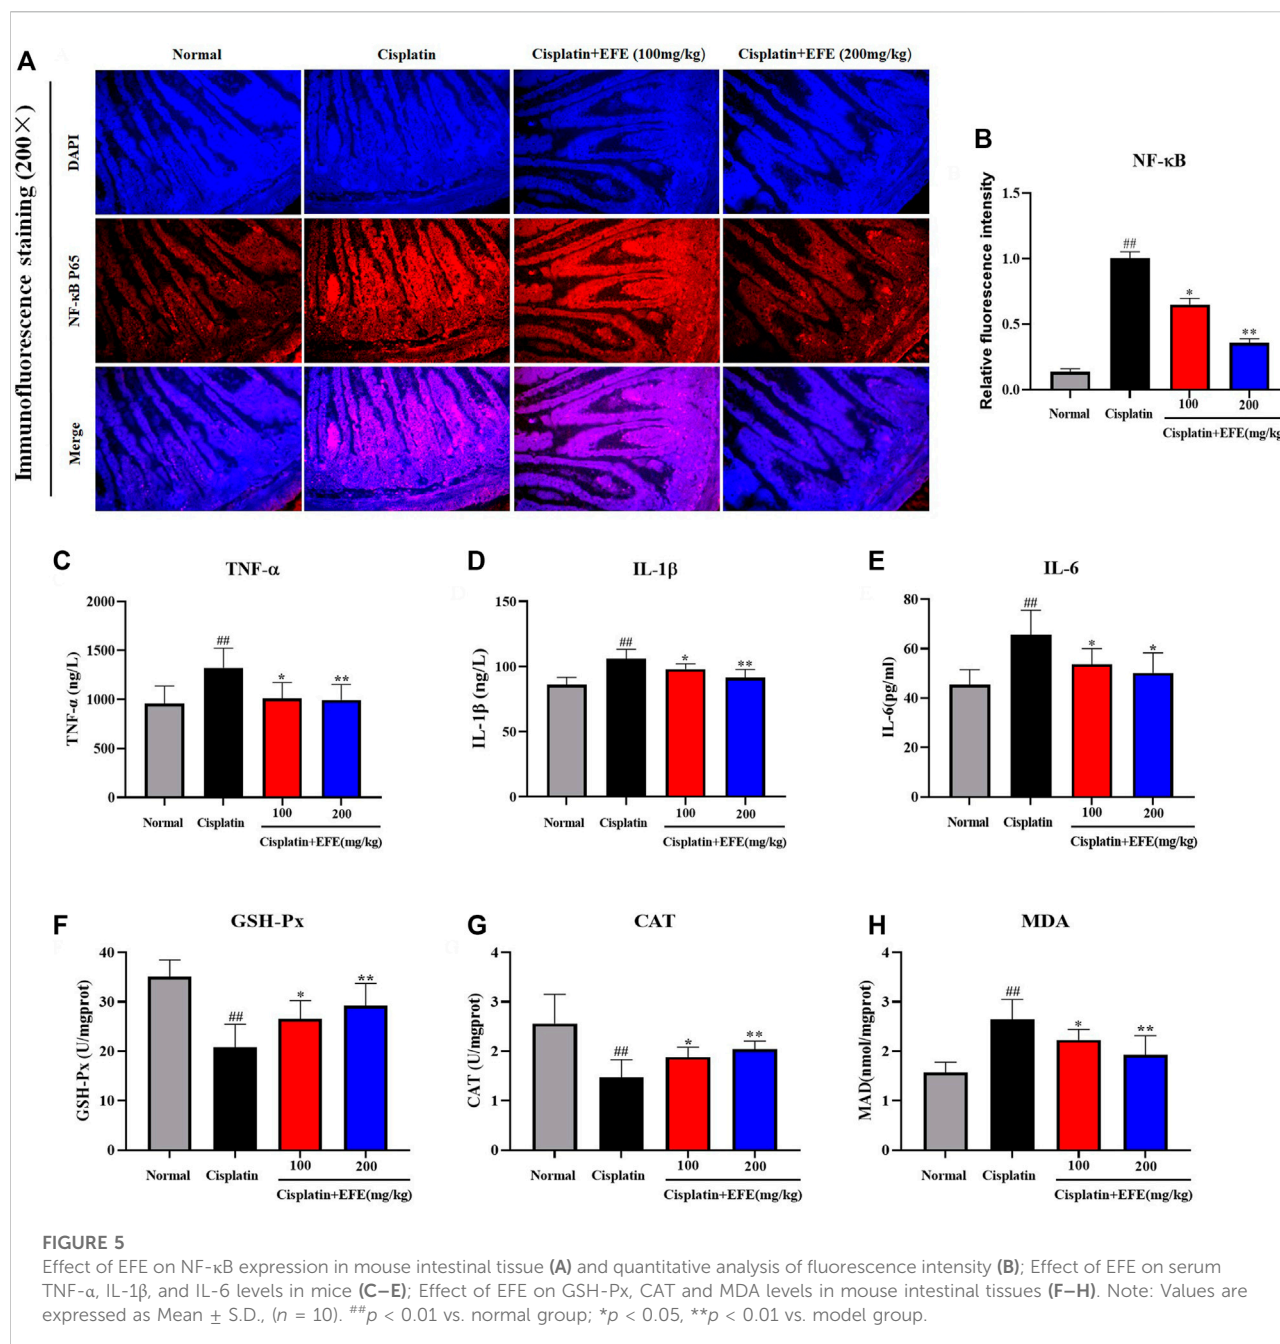 Normal Cisplatin Cisplatin+EFE (100mg/kg) Cisplatin+EFE (200mg/kg)
A
Immunofluorescence staining (200×)
DAPI
NF-κB P65
Merge
B
NF-κB
Relative fluorescence intensity
1.5
1.0
0.5
0.0
##
*
**
Normal Cisplatin 100 200
Cisplatin+EFE(mg/kg
C
TNF-α
TNF-α (ng/L)
2000
1500
1000
500
0
##
*
**
Normal Cisplatin 100 200
Cisplatin+EFE(mg/kg)
D
IL-1β
IL-1β (ng/L)
150
100
50
0
##
*
**
Normal Cisplatin 100 200
Cisplatin+EFE(mg/kg)
E
IL-6
IL-6(pg/ml)
80
60
40
20
0
##
*
*
Normal Cisplatin 100 200
Cisplatin+EFE(mg/kg)
F
GSH-Px
GSH-Px (U/mgprot)
40
30
20
10
0
##
*
**
Normal Cisplatin 100 200
Cisplatin+EFE(mg/kg)
G
CAT
CAT (U/mgprot)
4
3
2
1
0
##
*
**
Normal Cisplatin 100 200
Cisplatin+EFE(mg/kg)
H
MDA
MAD(nmol/mgprot)
4
3
2
1
0
##
*
**
Normal Cisplatin 100 200
Cisplatin+EFE(mg/kg)
FIGURE 5
Effect of EFE on NF-κB expression in mouse intestinal tissue (A) and quantitative analysis of fluorescence intensity (B); Effect of EFE on serum
TNF-α, IL-1β, and IL-6 levels in mice (C–E); Effect of EFE on GSH-Px, CAT and MDA levels in mouse intestinal tissues (F–H). Note: Values are
expressed as Mean ± S.D., (n = 10). ##p < 0.01 vs. normal group; *p < 0.05, **p < 0.01 vs. model group.